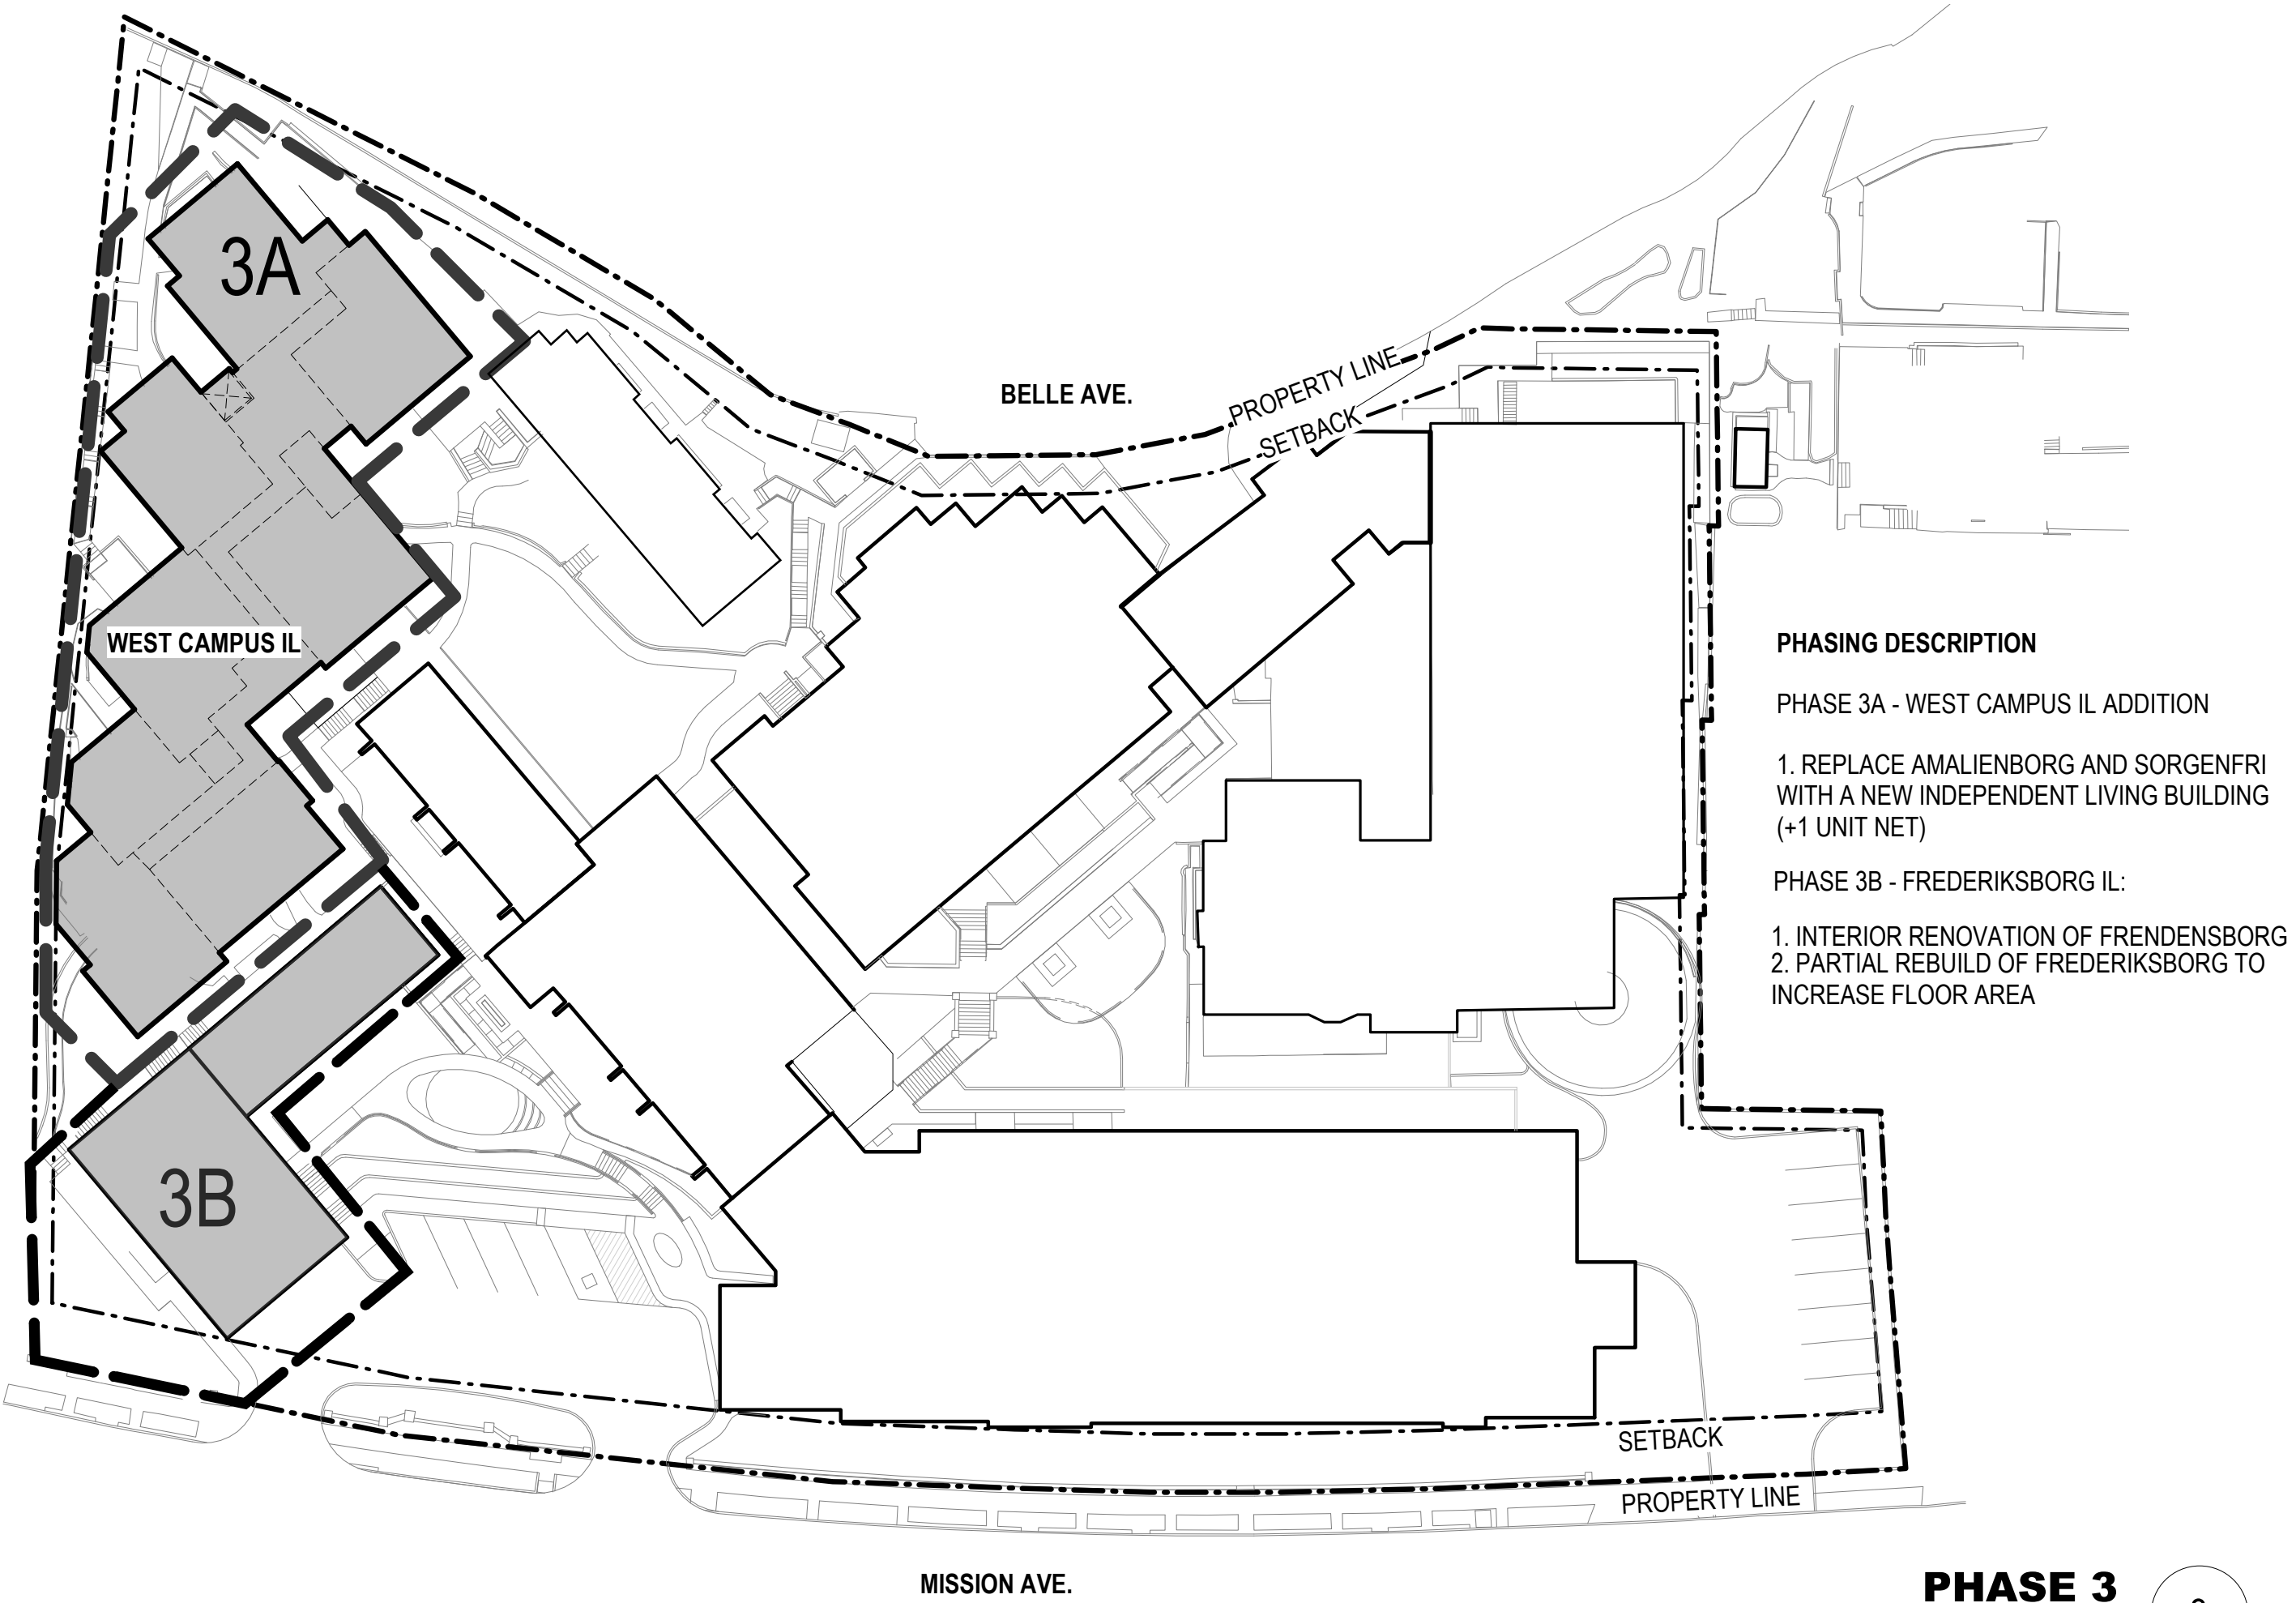 3A
BELLE AVE.
PROPERTY LINE
SETBACK
WEST CAMPUS IL
PHASING DESCRIPTION
PHASE 3A - WEST CAMPUS IL ADDITION
1. REPLACE AMALIENBORG AND SORGENFRI
WITH A NEW INDEPENDENT LIVING BUILDING
(+1 UNIT NET)
PHASE 3B - FREDERIKSBORG IL:
1. INTERIOR RENOVATION OF FRENDENSBORG
2. PARTIAL REBUILD OF FREDERIKSBORG TO
INCREASE FLOOR AREA
3B
SETBACK
PROPERTY LINE
MISSION AVE.
PHASE 3